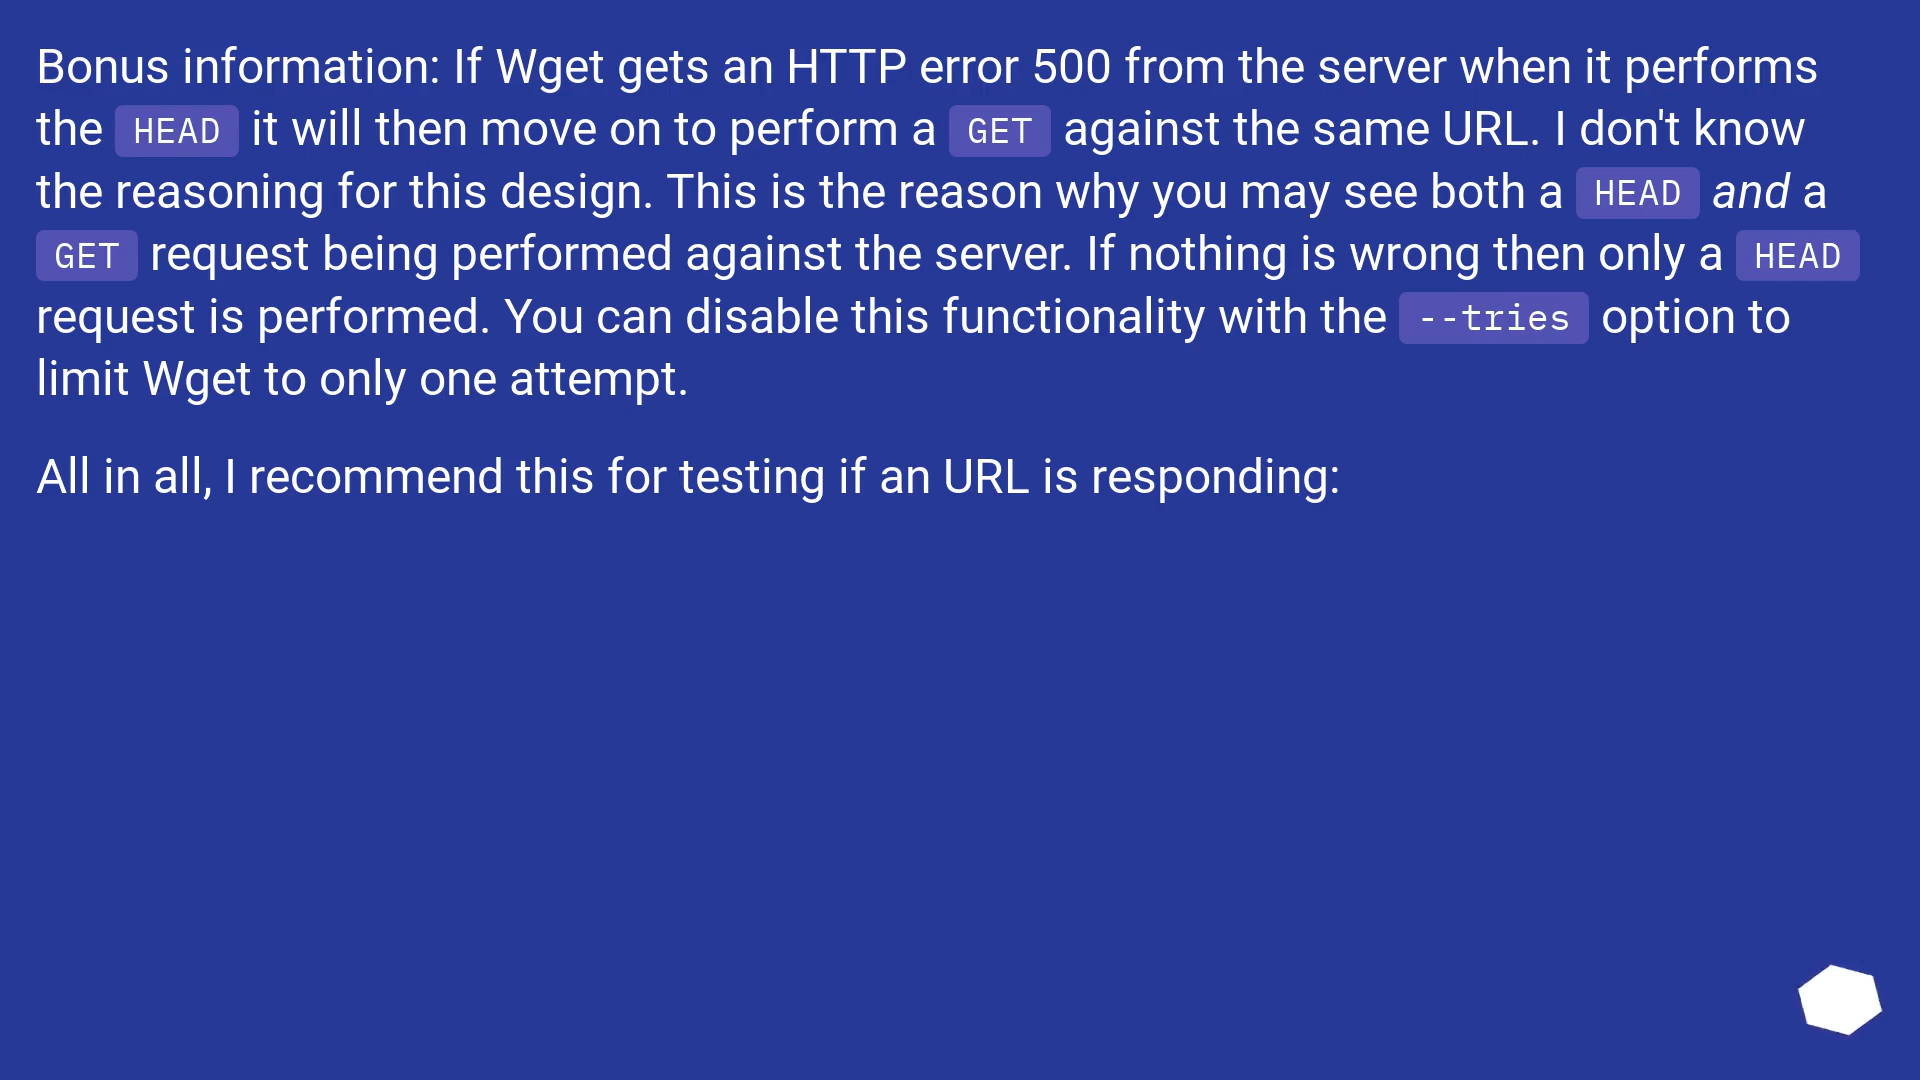 Bonus information: If Wget gets an HTTP error 500 from the server when it performs
the HEAD it will then move on to perform a GET against the same URL. I don't know
the reasoning for this design. This is the reason why you may see both a HEAD and a
GET request being performed against the server. If nothing is wrong then only a HEAD
request is performed. You can disable this functionality with the --tries option to
limit Wget to only one attempt.
All in all, I recommend this for testing if an URL is responding: